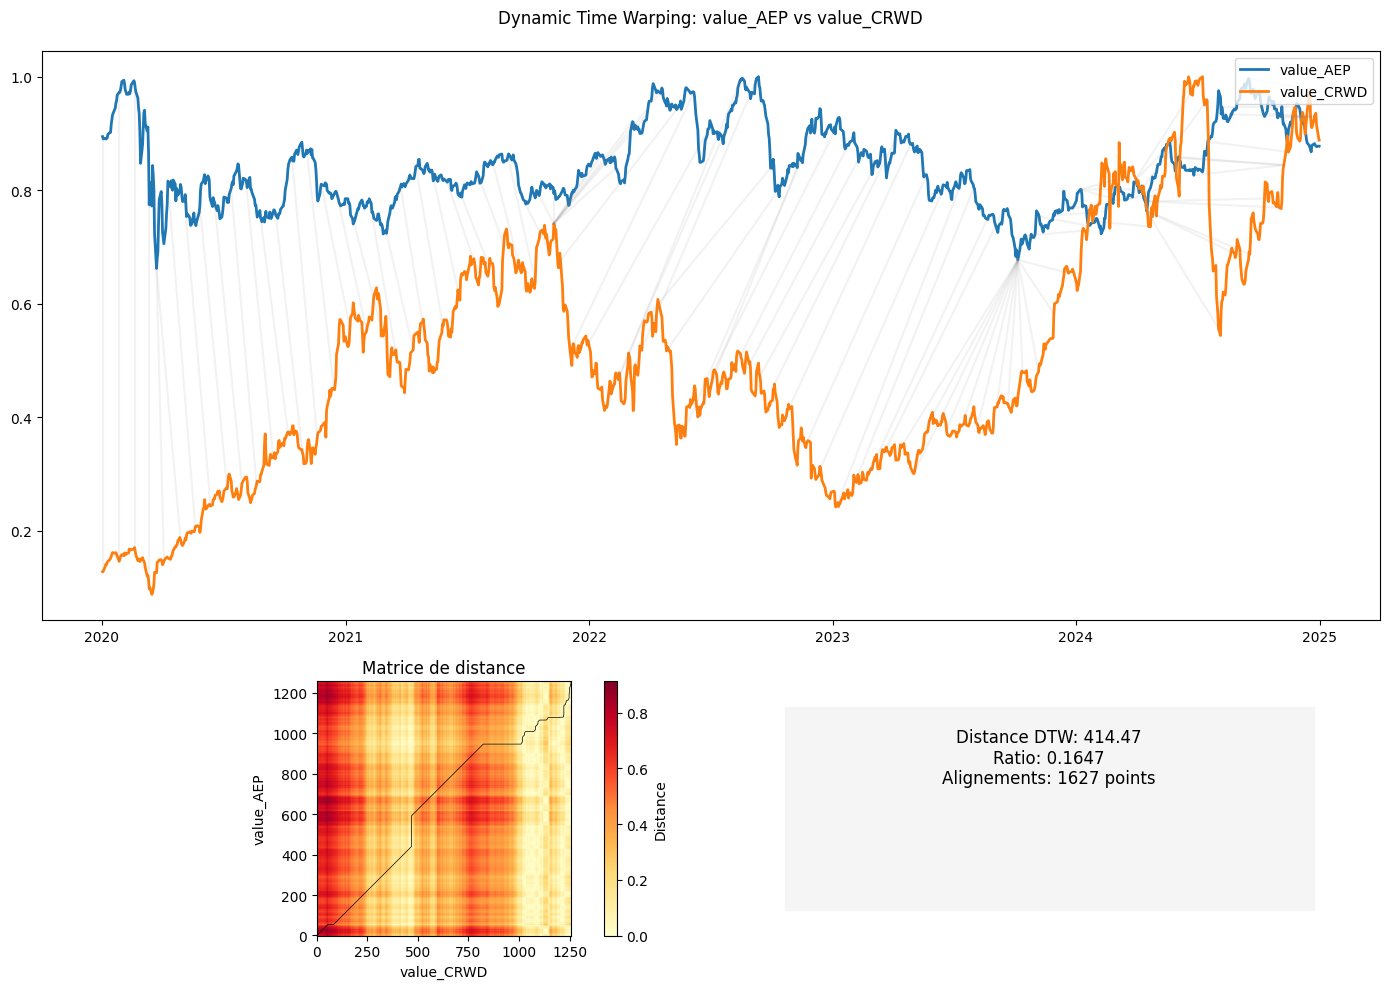 Dynamic Time Warping: value_AEP vs value_CRWD
1.0
0.8
0.6
0.4
0.2
value_AEP
value_CRWD
2020 2021 2022 2023 2024 2025
Matrice de distance
1200
1000
800
600
400
200
0
value_AEP
0 250 500 750 1000 1250
value_CRWD
0.8
0.6
0.4
0.2
0.0
Distance
Distance DTW: 414.47
Ratio: 0.1647
Alignements: 1627 points